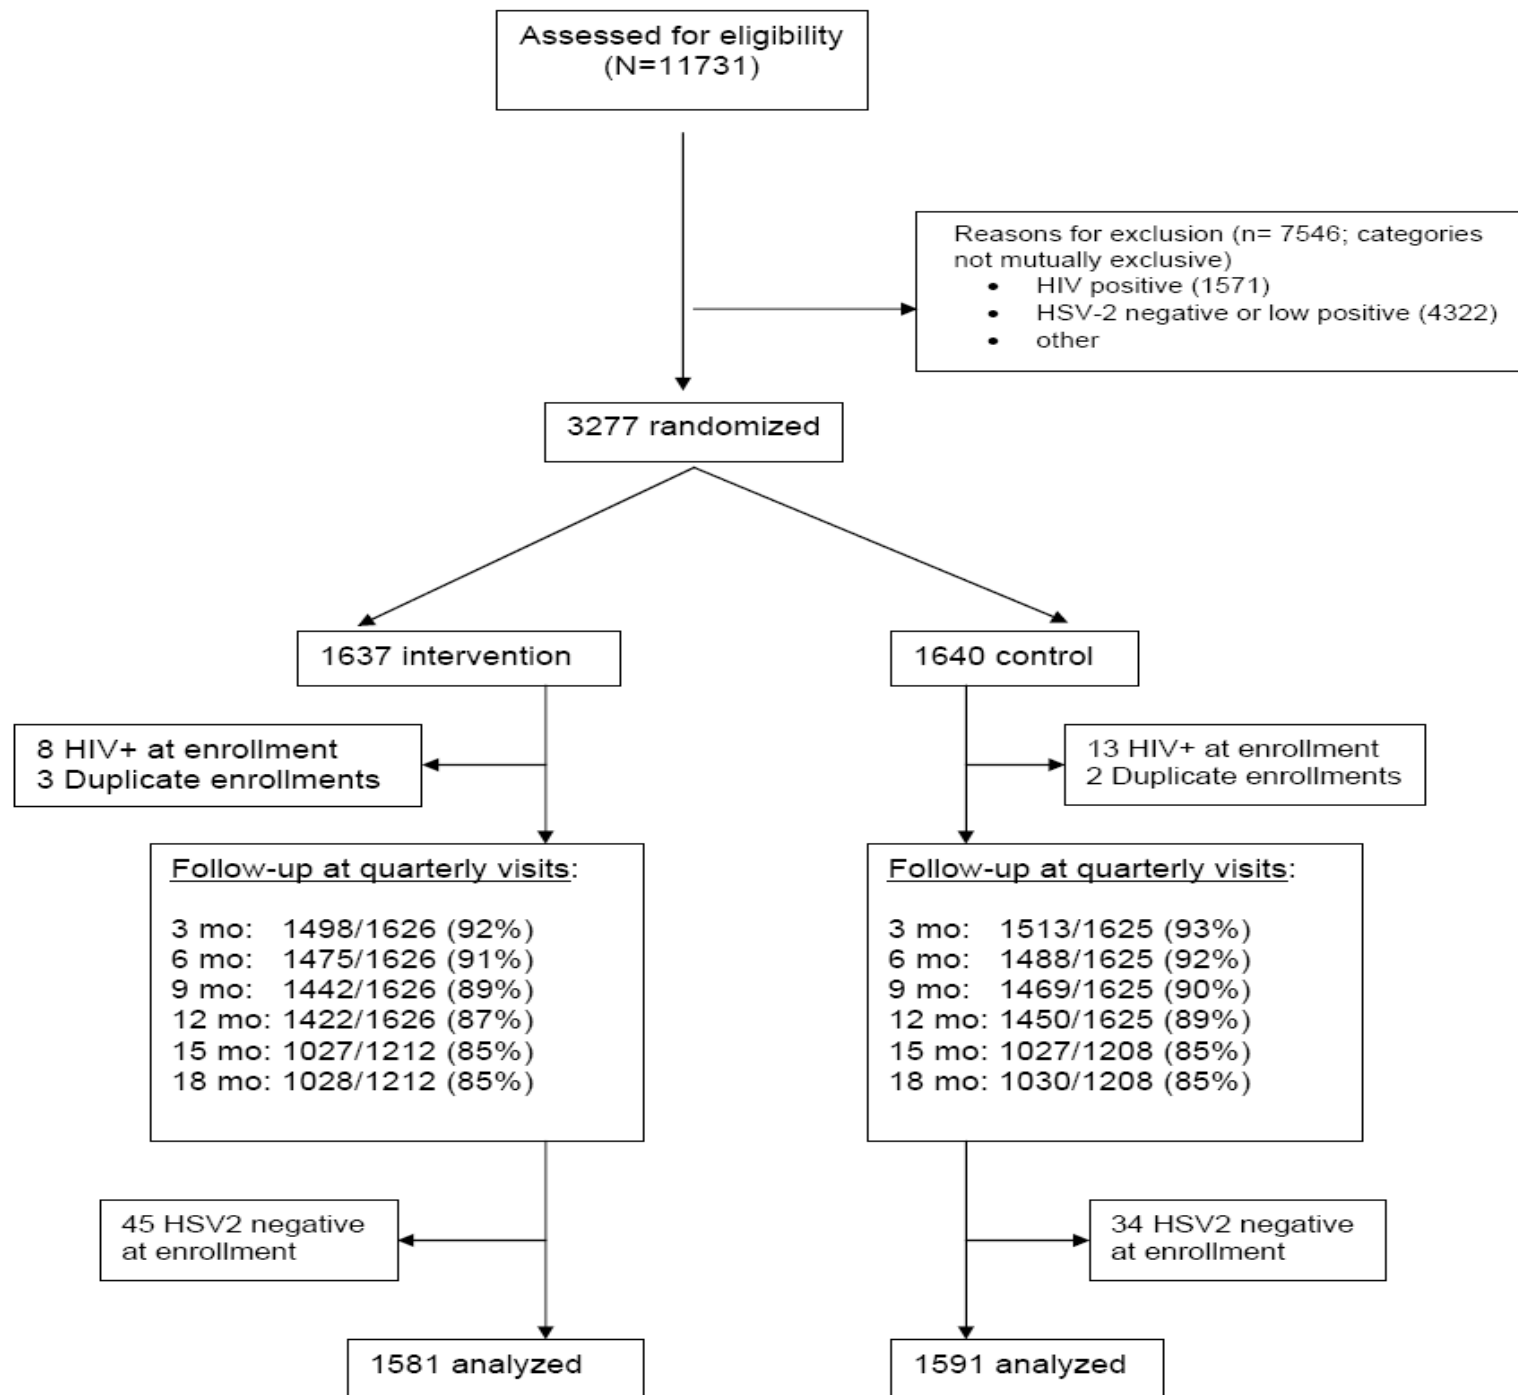 Assessed for eligibility
(N=11731)
Reasons for exclusion (n= 7546; categories
not mutually exclusive)
• HIV positive (1571)
• HSV-2 negative or low positive (4322)
• other
3277 randomized
1637 intervention
1640 control
8 HIV+ at enrollment
3 Duplicate enrollments
13 HIV+ at enrollment
2 Duplicate enrollments
Follow-up at quarterly visits:
3 mo: 1498/1626 (92%)
6 mo: 1475/1626 (91%)
9 mo: 1442/1626 (89%)
12 mo: 1422/1626 (87%)
15 mo: 1027/1212 (85%)
18 mo: 1028/1212 (85%)
Follow-up at quarterly visits:
3 mo: 1513/1625 (93%)
6 mo: 1488/1625 (92%)
9 mo: 1469/1625 (90%)
12 mo: 1450/1625 (89%)
15 mo: 1027/1208 (85%)
18 mo: 1030/1208 (85%)
45 HSV2 negative
at enrollment
34 HSV2 negative
at enrollment
1581 analyzed
1591 analyzed